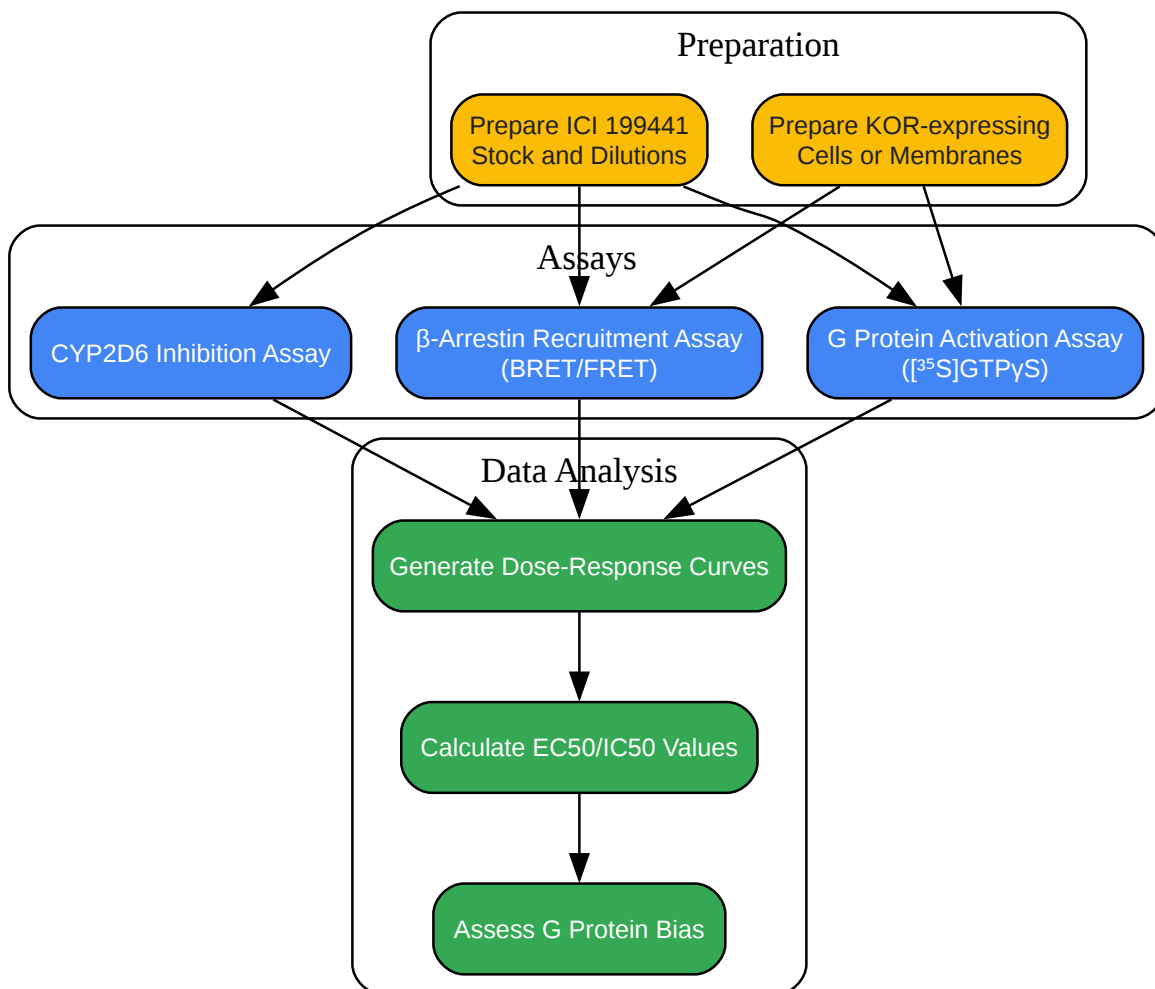 Preparation
Prepare ICI 199441
Stock and Dilutions
Prepare KOR-expressing
Cells or Membranes
Assays
CYP2D6 Inhibition Assay
β-Arrestin Recruitment Assay
(BRET/FRET)
G Protein Activation Assay
([³⁵S]GTPγS)
Data Analysis
Generate Dose-Response Curves
Calculate EC50/IC50 Values
Assess G Protein Bias